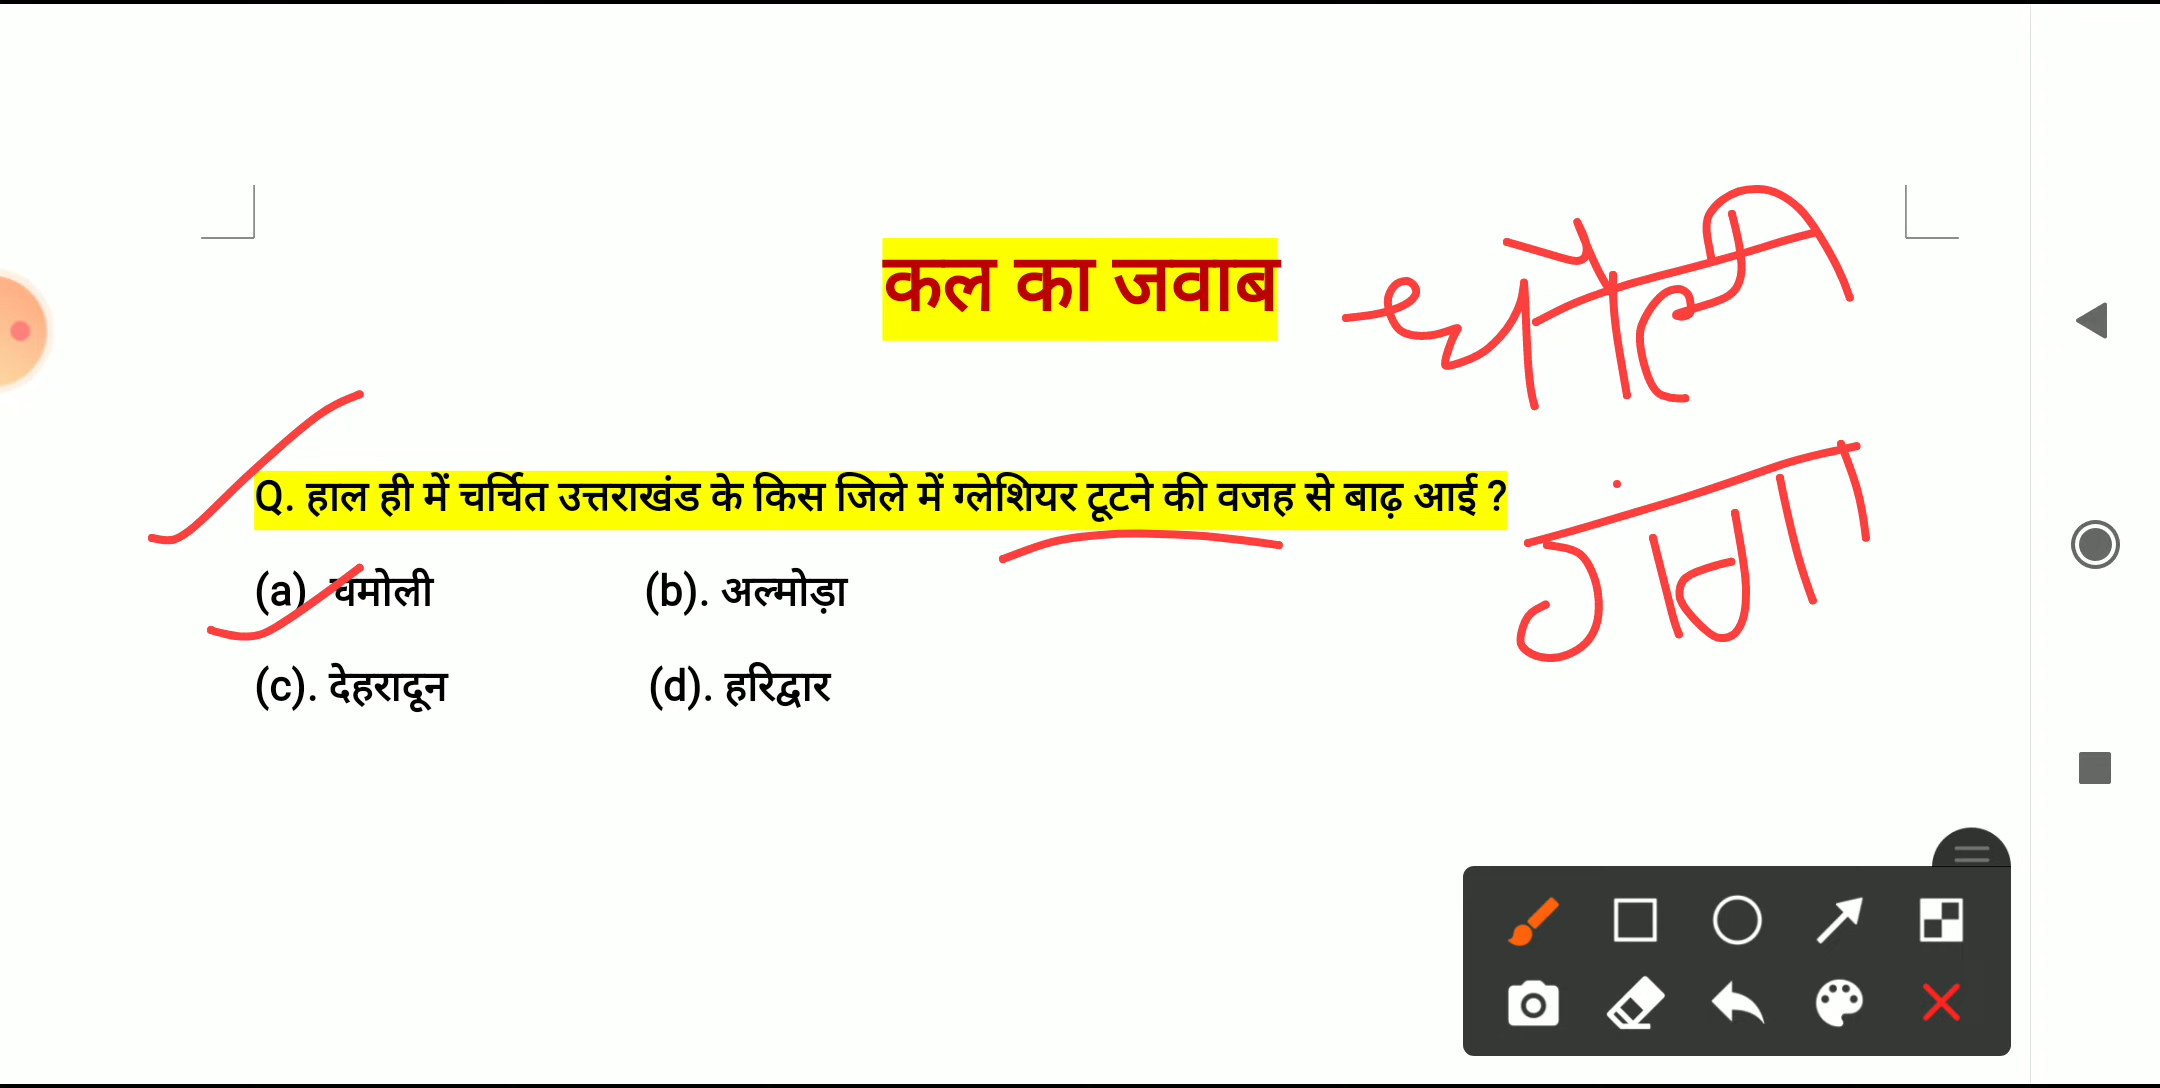 कल का जवाब
धौली
गंगा
Q. हाल ही में चर्चित उत्तराखंड के किस जिले में ग्लेशियर टूटने की वजह से बाढ़ आई ?
(a) चमोली (b). अल्मोड़ा
(c). देहरादून (d). हरिद्वार